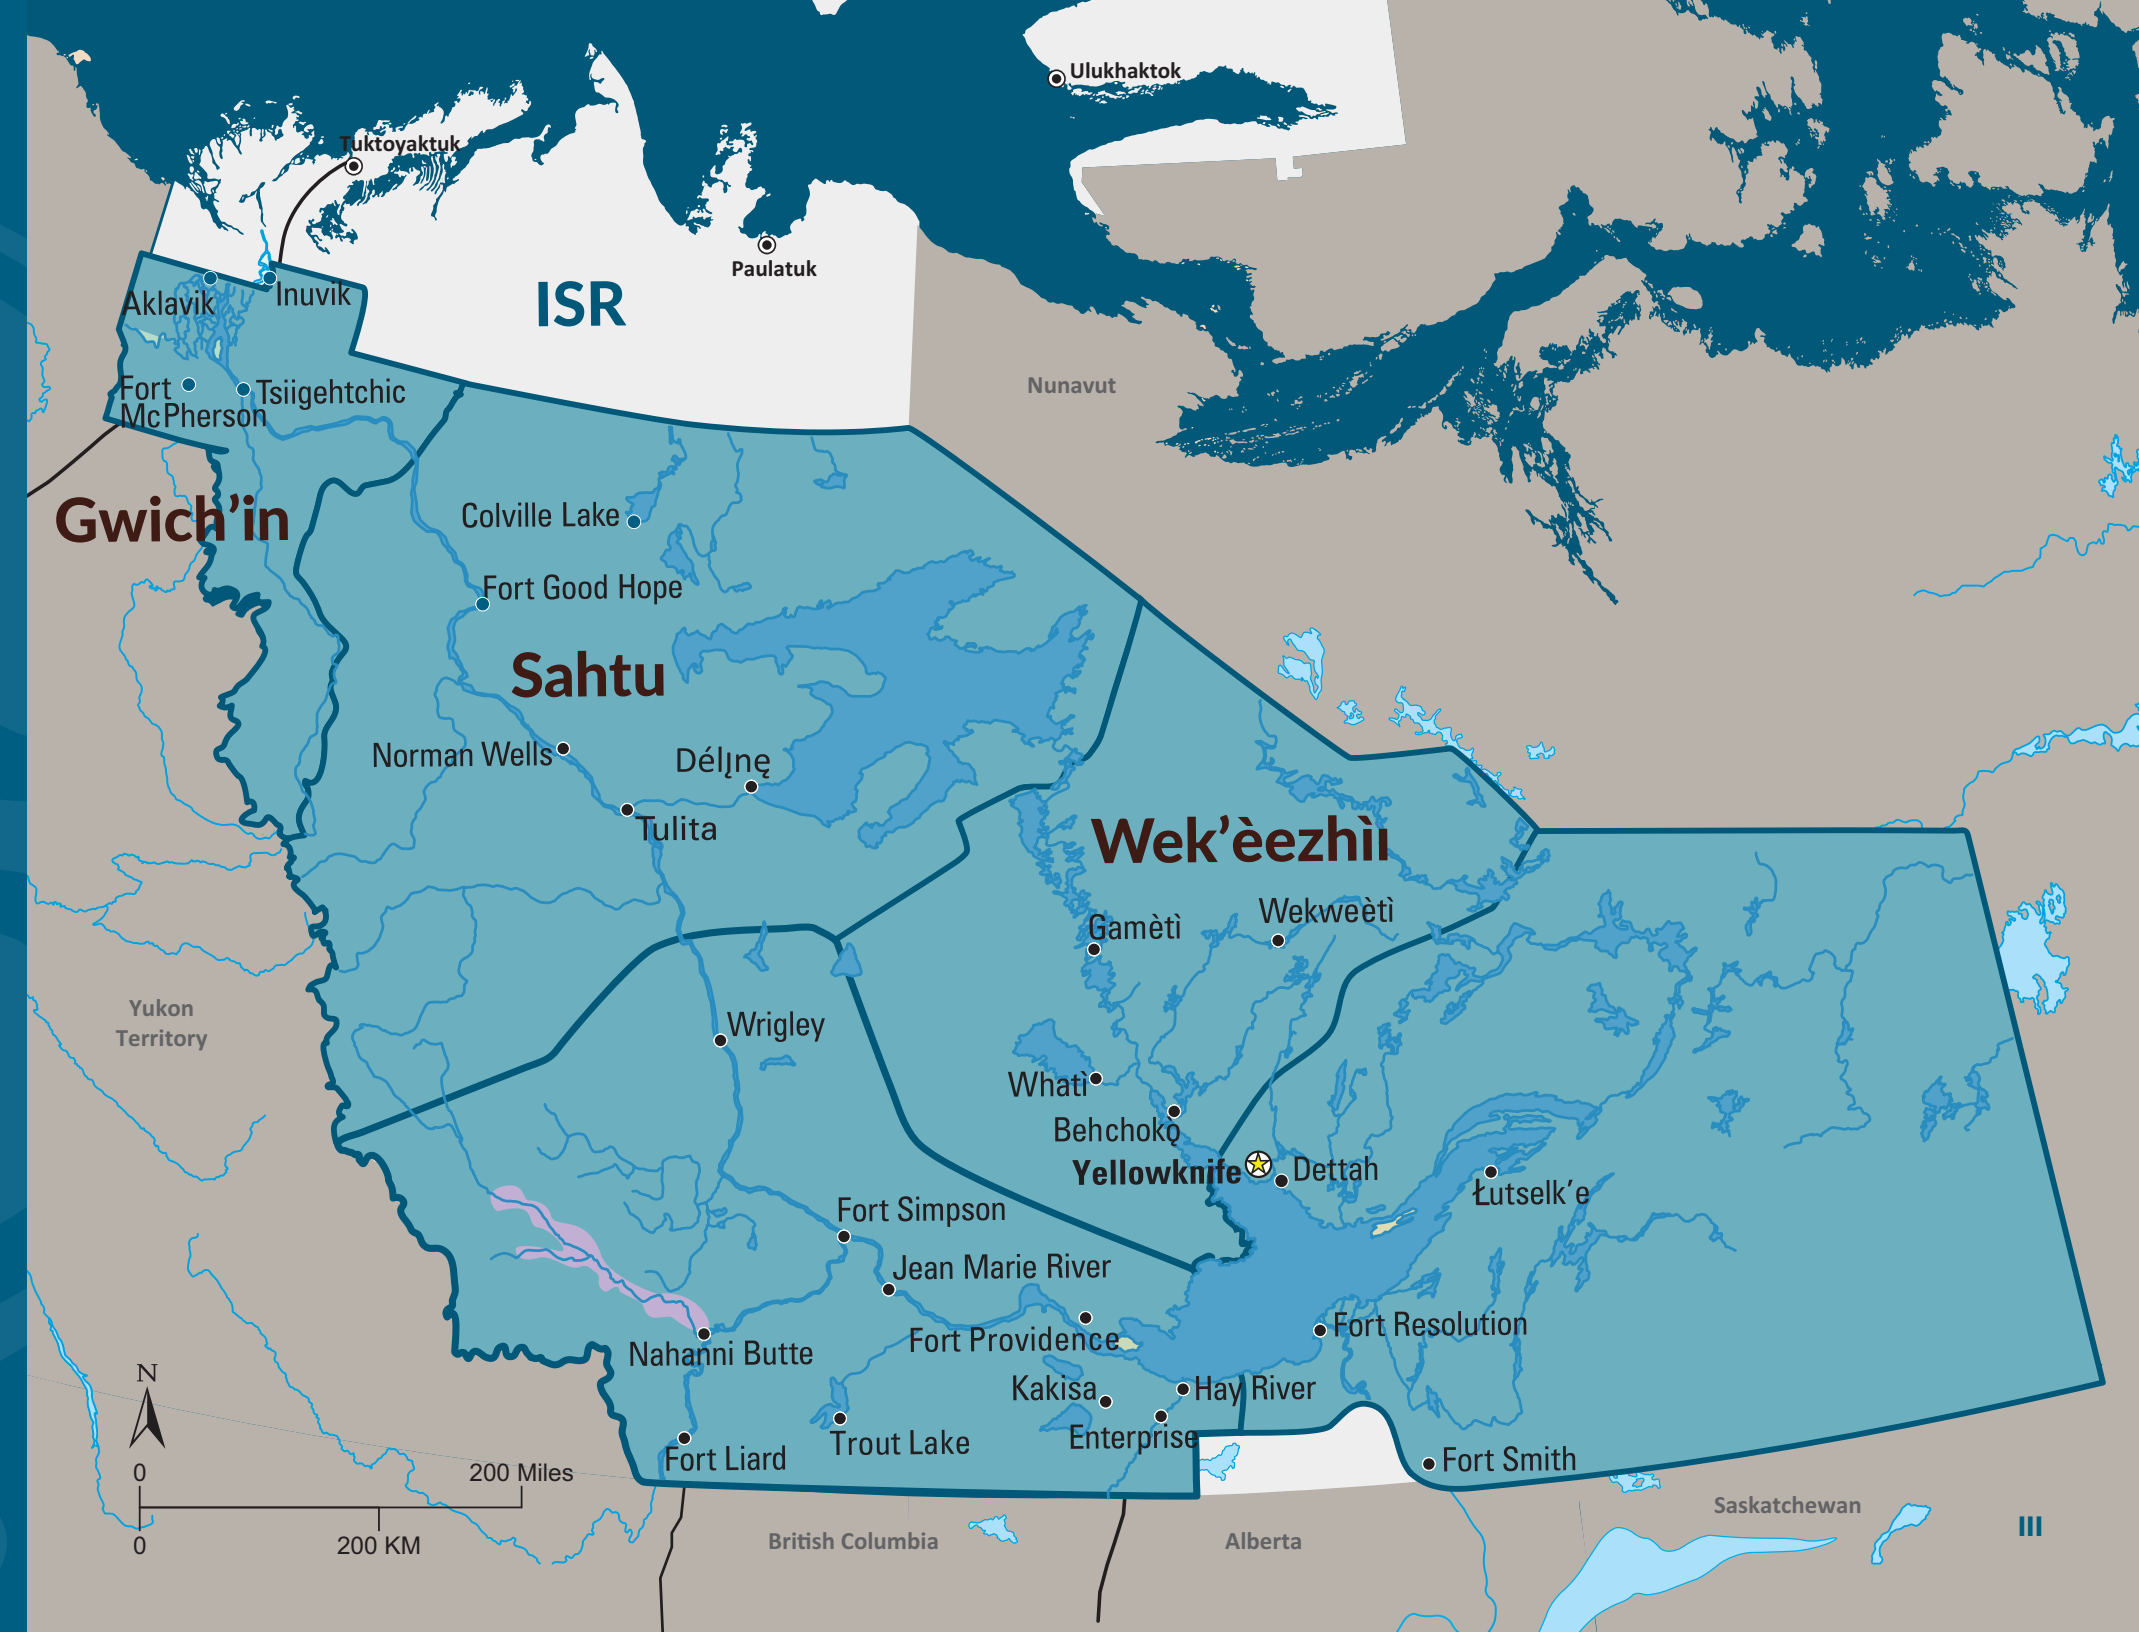 Ulukhaktok
Tuktoyaktuk
Paulatuk
ISR
Aklavik
Inuvik
Nunavut
Fort
McPherson
Tsiigehtchic
Gwich’in
Colville Lake
Fort Good Hope
Sahtu
Norman Wells
Délı̨nę
Tulita
Wek’èezhìı
Gamètì
Wekweètì
Yukon
Territory
Wrigley
Whatì
Behchokǫ̀
Yellowknife
Dettah
Łutselk’e
Fort Simpson
Jean Marie River
Fort Providence
Fort Resolution
Nahanni Butte
Kakisa
Hay River
Enterprise
Trout Lake
Fort Liard
Fort Smith
N
0
200 Miles
0
200 KM
British Columbia
Alberta
Saskatchewan
III